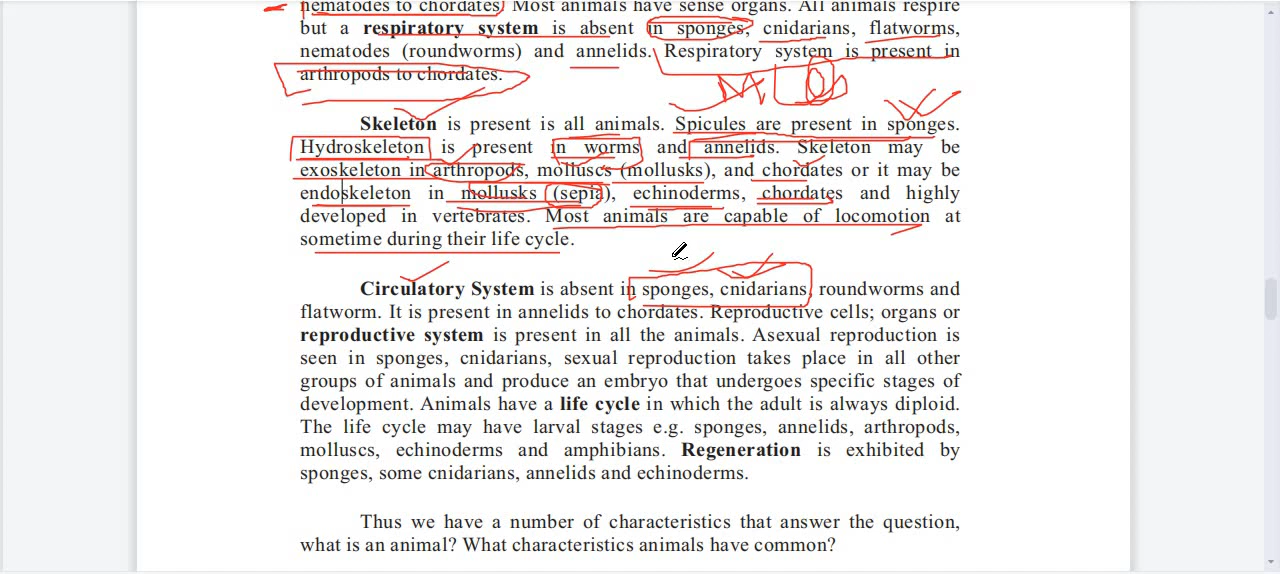 nematodes to chordates. Most animals have sense organs. All animals respire
but a respiratory system is absent in sponges, cnidarians, flatworms,
nematodes (roundworms) and annelids. Respiratory system is present in
arthropods to chordates.
Skeleton is present is all animals. Spicules are present in sponges.
Hydroskeleton is present in worms and annelids. Skeleton may be
exoskeleton in arthropods, molluscs (mollusks), and chordates or it may be
endoskeleton in mollusks (sepia), echinoderms, chordates and highly
developed in vertebrates. Most animals are capable of locomotion at
sometime during their life cycle.
Circulatory System is absent in sponges, cnidarians, roundworms and
flatworm. It is present in annelids to chordates. Reproductive cells; organs or
reproductive system is present in all the animals. Asexual reproduction is
seen in sponges, cnidarians, sexual reproduction takes place in all other
groups of animals and produce an embryo that undergoes specific stages of
development. Animals have a life cycle in which the adult is always diploid.
The life cycle may have larval stages e.g. sponges, annelids, arthropods,
molluscs, echinoderms and amphibians. Regeneration is exhibited by
sponges, some cnidarians, annelids and echinoderms.
Thus we have a number of characteristics that answer the question,
what is an animal? What characteristics animals have common?